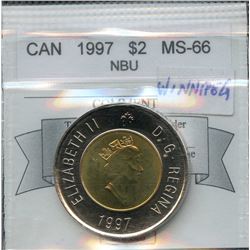 CAN 1997 $2 MS-66
NBU
WINNIPEG
ELIZABETH II D. G. REGINA
1997